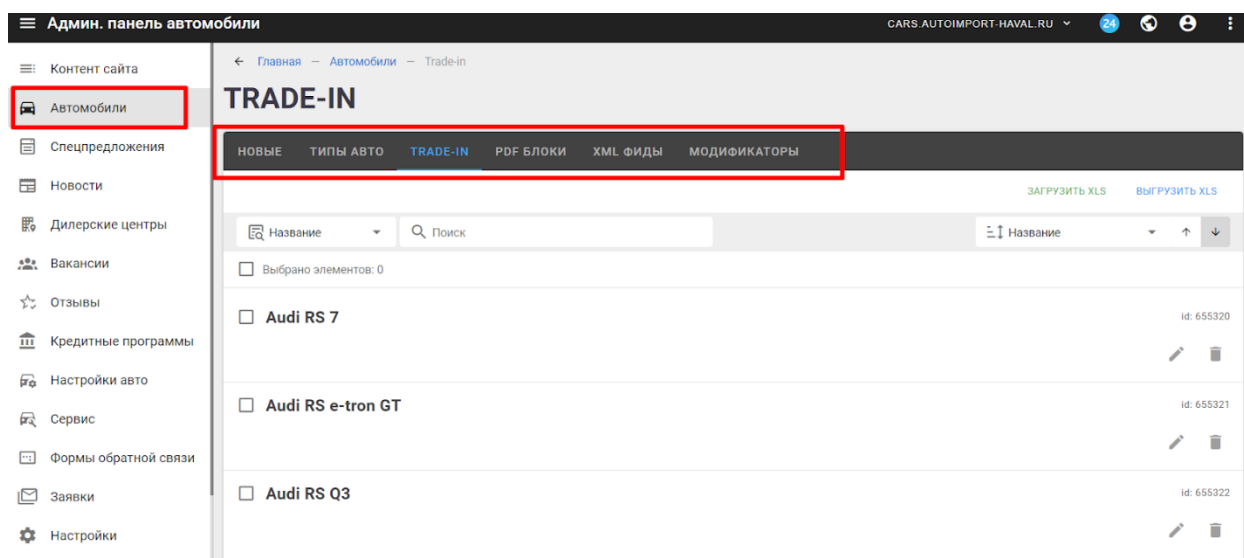 Админ. панель автомобили
CARS.AUTOIMPORT-HAVAL.RU
24
Контент сайта
Автомобили
Спецпредложения
Новости
Дилерские центры
Вакансии
Отзывы
Кредитные программы
Настройки авто
Сервис
Формы обратной связи
Заявки
Настройки
Главная — Автомобили — Trade-in
TRADE-IN
НОВЫЕ ТИПЫ АВТО TRADE-IN PDF БЛОКИ XML ФИДЫ МОДИФИКАТОРЫ
ЗАГРУЗИТЬ XLS ВЫГРУЗИТЬ XLS
Название Поиск Название
Выбрано элементов: 0
Audi RS 7 id: 655320
Audi RS e-tron GT id: 655321
Audi RS Q3 id: 655322